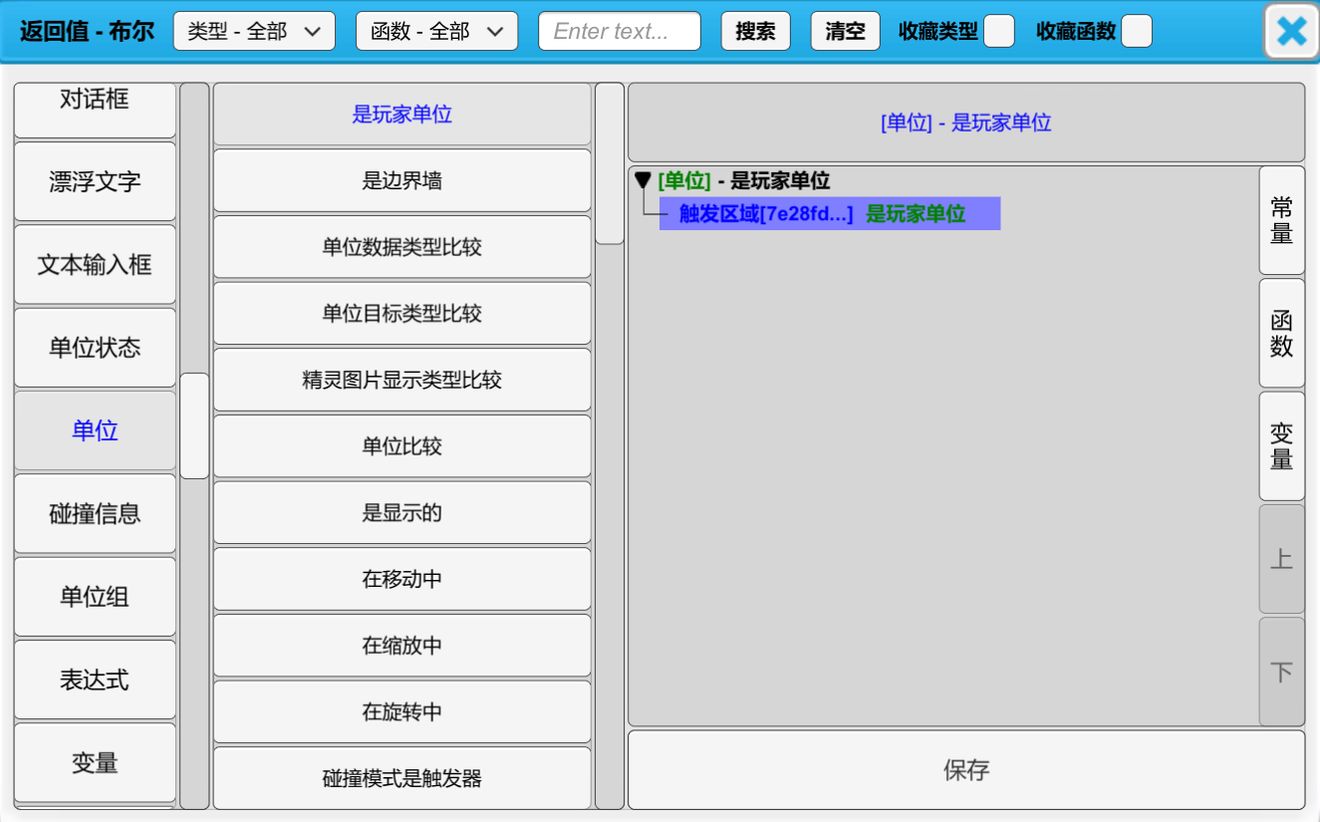 返回值 - 布尔 类型 - 全部 函数 - 全部 Enter text... 搜索 清空 收藏类型 收藏函数
对话框
漂浮文字
文本输入框
单位状态
单位
碰撞信息
单位组
表达式
变量
是玩家单位
是边界墙
单位数据类型比较
单位目标类型比较
精灵图片显示类型比较
单位比较
是显示的
在移动中
在缩放中
在旋转中
碰撞模式是触发器
[单位] - 是玩家单位
[单位] - 是玩家单位
触发区域[7e28fd...] 是玩家单位
常量
函数
变量
上
下
保存